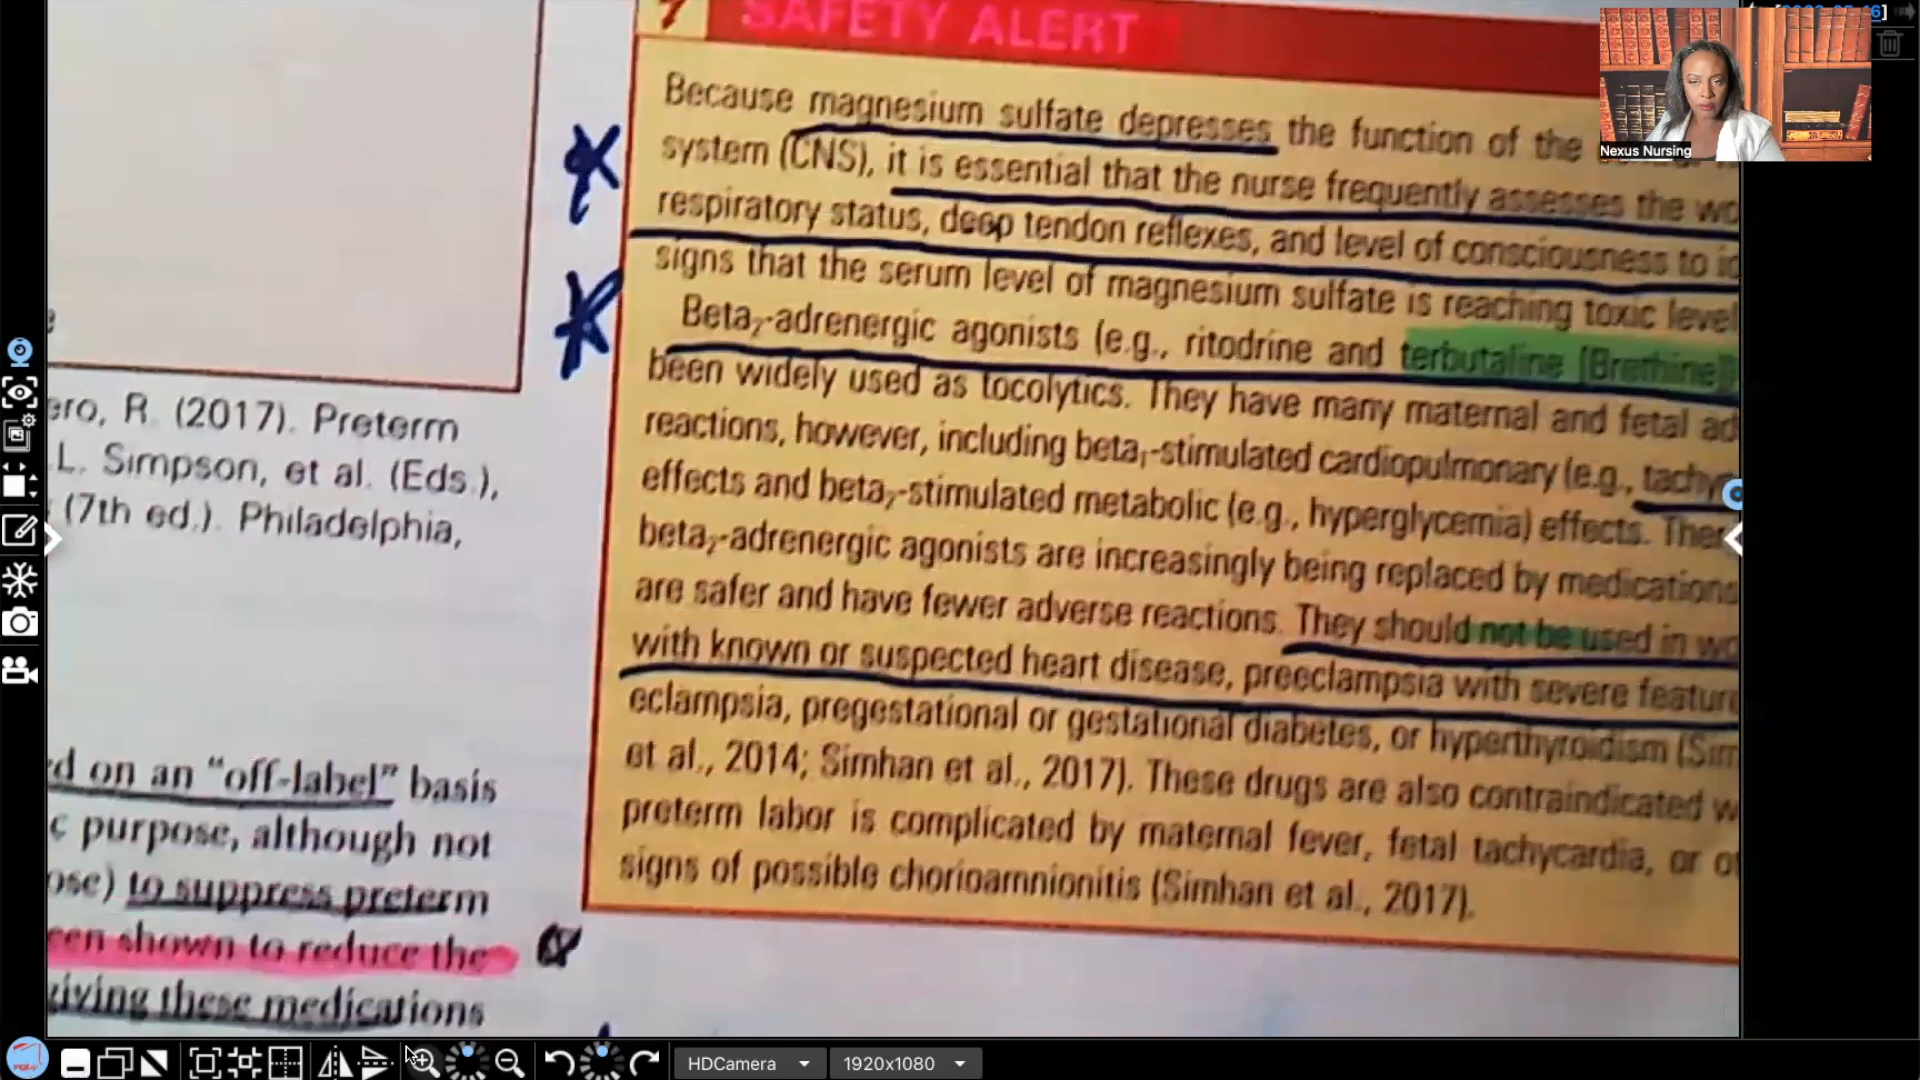 SAFETY ALERT
Because magnesium sulfate depresses the function of the
system (CNS), it is essential that the nurse frequently assesses the
respiratory status, deep tendon reflexes, and level of consciousness to
signs that the serum level of magnesium sulfate is reaching toxic
Beta₂-adrenergic agonists (e.g., ritodrine and terbutaline [Brethine])
been widely used as tocolytics. They have many maternal and fetal
reactions, however, including beta₁-stimulated cardiopulmonary (e.g.,
effects and beta₂-stimulated metabolic (e.g., hyperglycemia) effects.
beta₂-adrenergic agonists are increasingly being replaced by medications
are safer and have fewer adverse reactions. They should not be used in
with known or suspected heart disease, preeclampsia with severe
eclampsia, pregestational or gestational diabetes, or hyperthyroidism
et al., 2014; Simhan et al., 2017). These drugs are also contraindicated
preterm labor is complicated by maternal fever, fetal tachycardia, or
signs of possible chorioamnionitis (Simhan et al., 2017).
R. (2017). Preterm
L. Simpson, et al. (Eds.),
(7th ed.). Philadelphia,
on an “off-label” basis
purpose, although not
to suppress preterm
shown to reduce the
giving these medications
Nexus Nursing
HDCamera
1920x1080